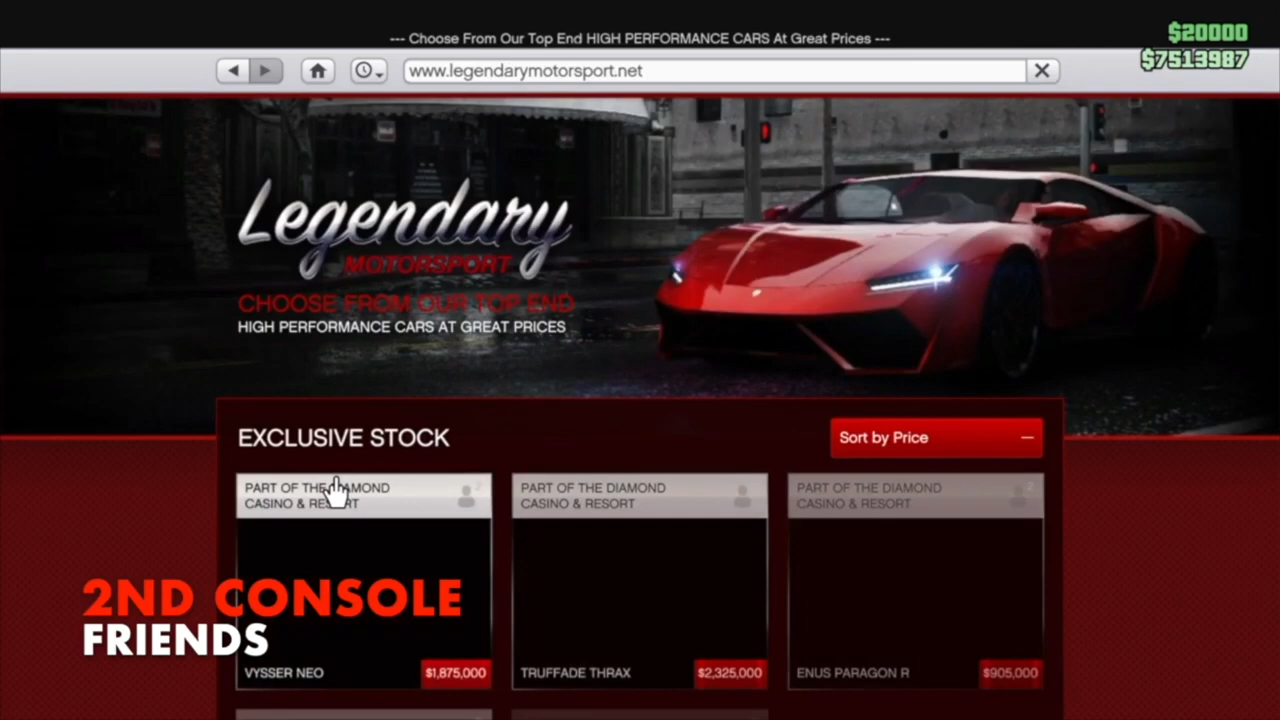 --- Choose From Our Top End HIGH PERFORMANCE CARS At Great Prices ---
$20000
$7513987
www.legendarymotorsport.net
Legendary
MOTORSPORT
CHOOSE FROM OUR TOP END
HIGH PERFORMANCE CARS AT GREAT PRICES
EXCLUSIVE STOCK
Sort by Price
PART OF THE DIAMOND
CASINO & RESORT
PART OF THE DIAMOND
CASINO & RESORT
PART OF THE DIAMOND
CASINO & RESORT
2ND CONSOLE
FRIENDS
VYSSER NEO
$1,875,000
TRUFFADE THRAX
$2,325,000
ENUS PARAGON R
$905,000